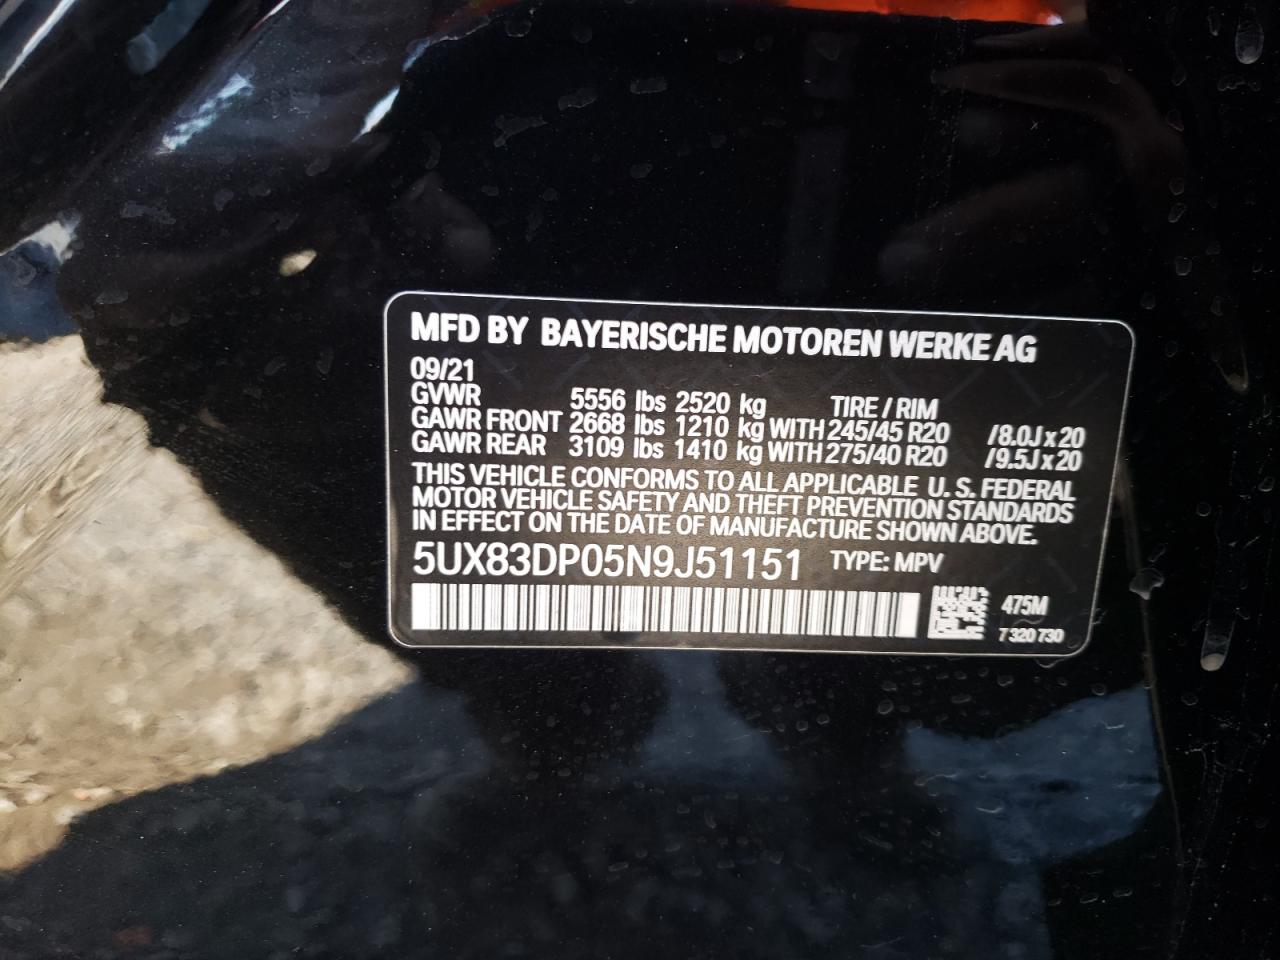 MFD BY BAYERISCHE MOTOREN WERKE AG
09/21
GVWR 5556 lbs 2520 kg TIRE / RIM
GAWR FRONT 2668 lbs 1210 kg WITH 245/45 R20 /8.0J x 20
GAWR REAR 3109 lbs 1410 kg WITH 275/40 R20 /9.5J x 20
THIS VEHICLE CONFORMS TO ALL APPLICABLE U. S. FEDERAL
MOTOR VEHICLE SAFETY AND THEFT PREVENTION STANDARDS
IN EFFECT ON THE DATE OF MANUFACTURE SHOWN ABOVE.
5UX83DP05N9J51151 TYPE: MPV
475M
7 320 730